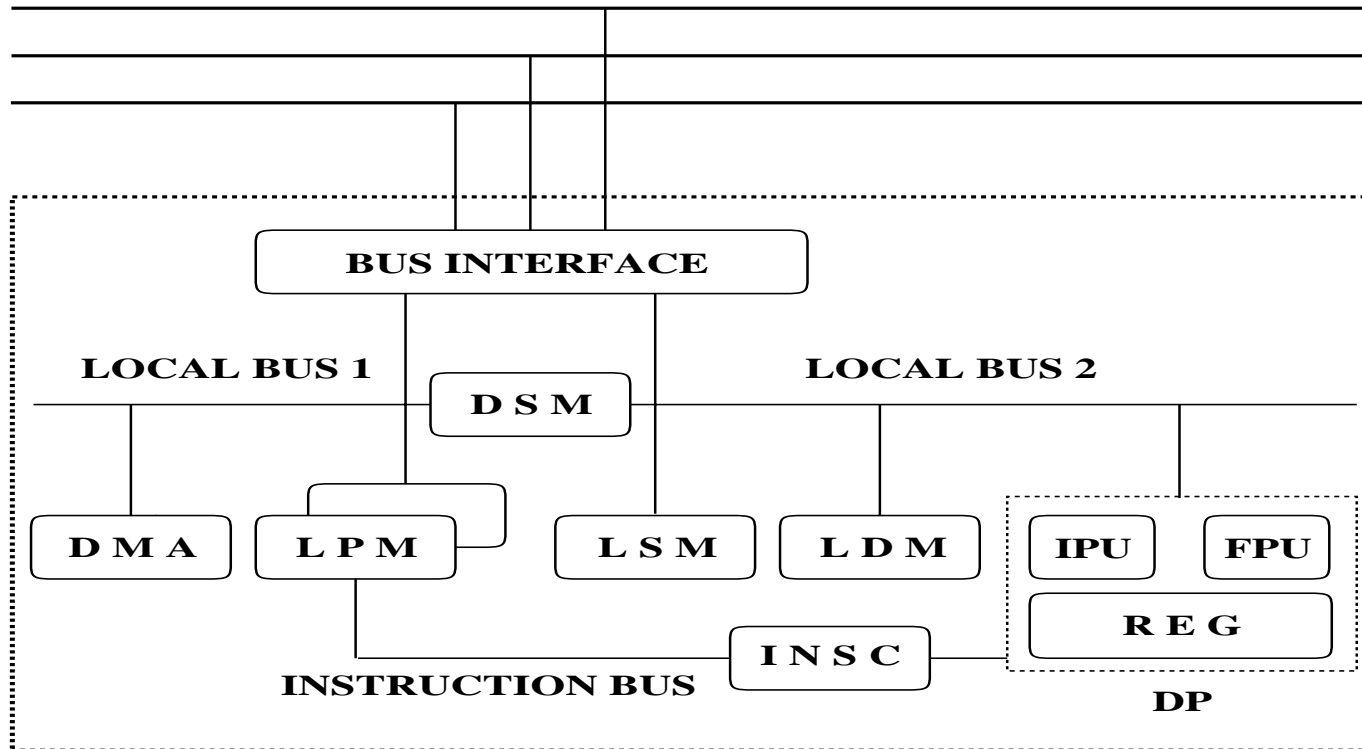 BUS INTERFACE
LOCAL BUS 1
LOCAL BUS 2
D S M
D M A
L P M
L S M
L D M
IPU
FPU
R E G
I N S C
INSTRUCTION BUS
DP